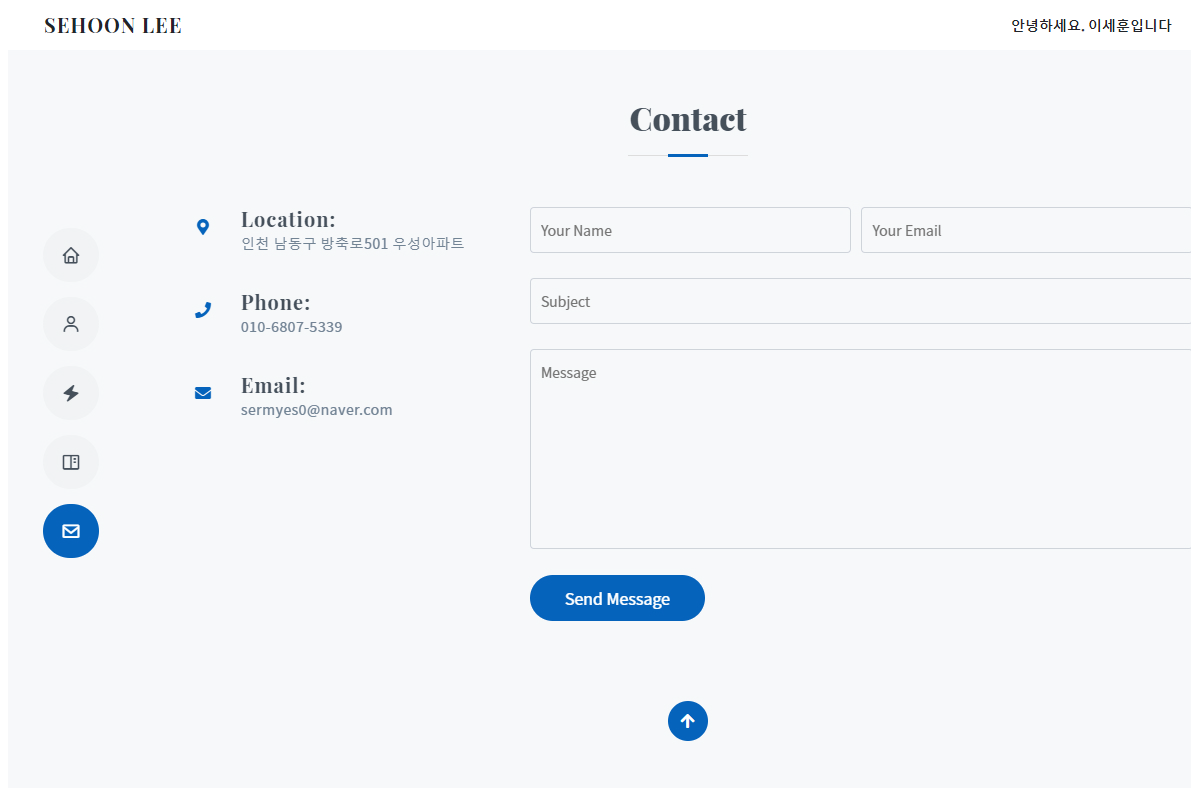 SEHOON LEE
안녕하세요. 이세훈입니다
Contact
Location:
인천 남동구 방축로501 우성아파트
Phone:
010-6807-5339
Email:
sermyes0@naver.com
Your Name
Your Email
Subject
Message
Send Message